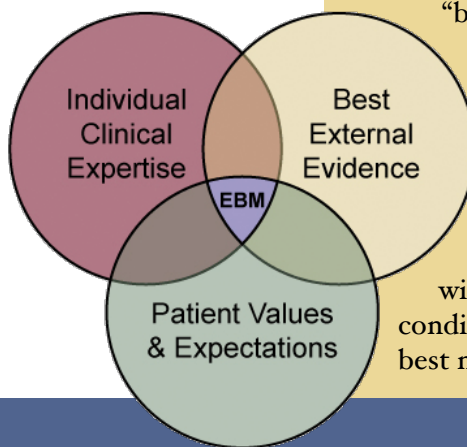 “b
Individual
Clinical
Expertise
Best
External
Evidence
EBM
Patient Values
& Expectations
wi
condi
best